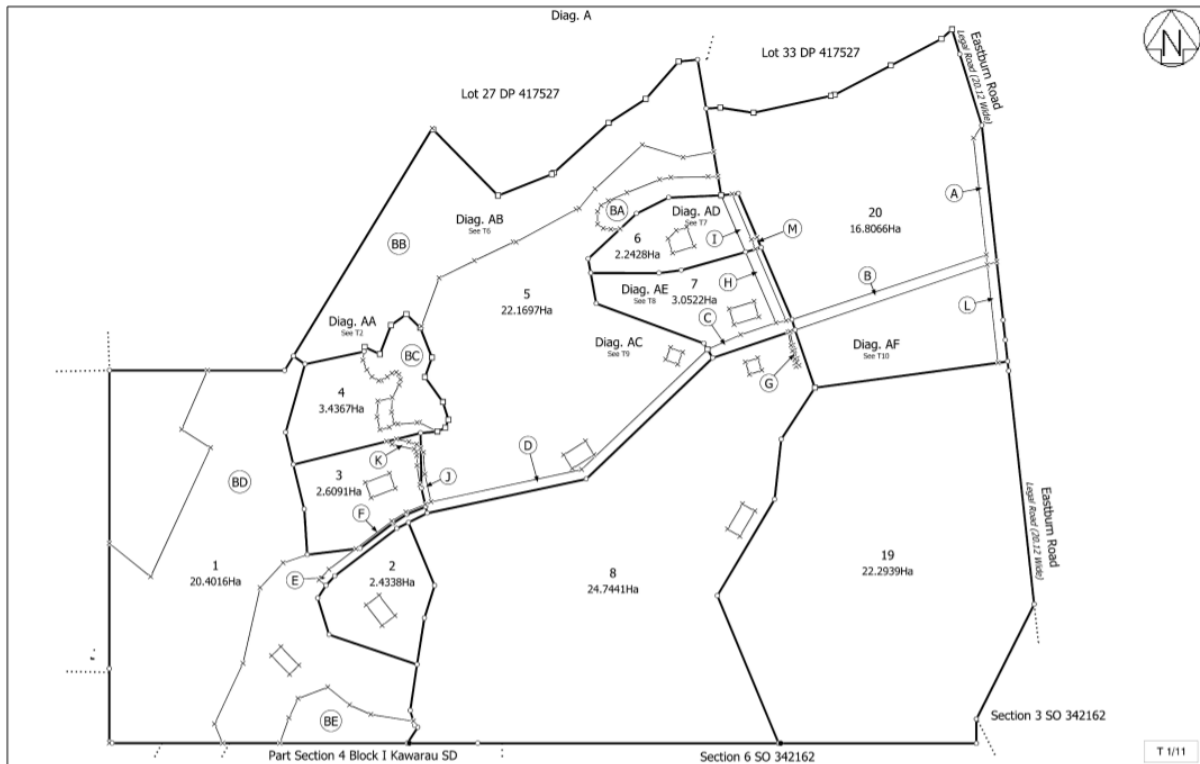 Diag. A
N
Lot 33 DP 417527
Eastburn Road
Legal Road (20.12 Wide)
Lot 27 DP 417527
A
BA
Diag. AD
See T7
20
16.8066Ha
Diag. AB
See T6
I
M
6
2.2428Ha
BB
7
3.0522Ha
H
B
Diag. AE
See T8
5
22.1697Ha
L
Diag. AA
See T2
C
Diag. AC
See T9
Diag. AF
See T10
BC
G
4
3.4367Ha
D
K
3
2.6091Ha
J
BD
F
Eastburn Road
Legal Road (20.12 Wide)
19
22.2939Ha
1
20.4016Ha
2
2.4338Ha
E
8
24.7441Ha
BE
Section 3 SO 342162
Part Section 4 Block I Kawarau SD
Section 6 SO 342162
T 1/11